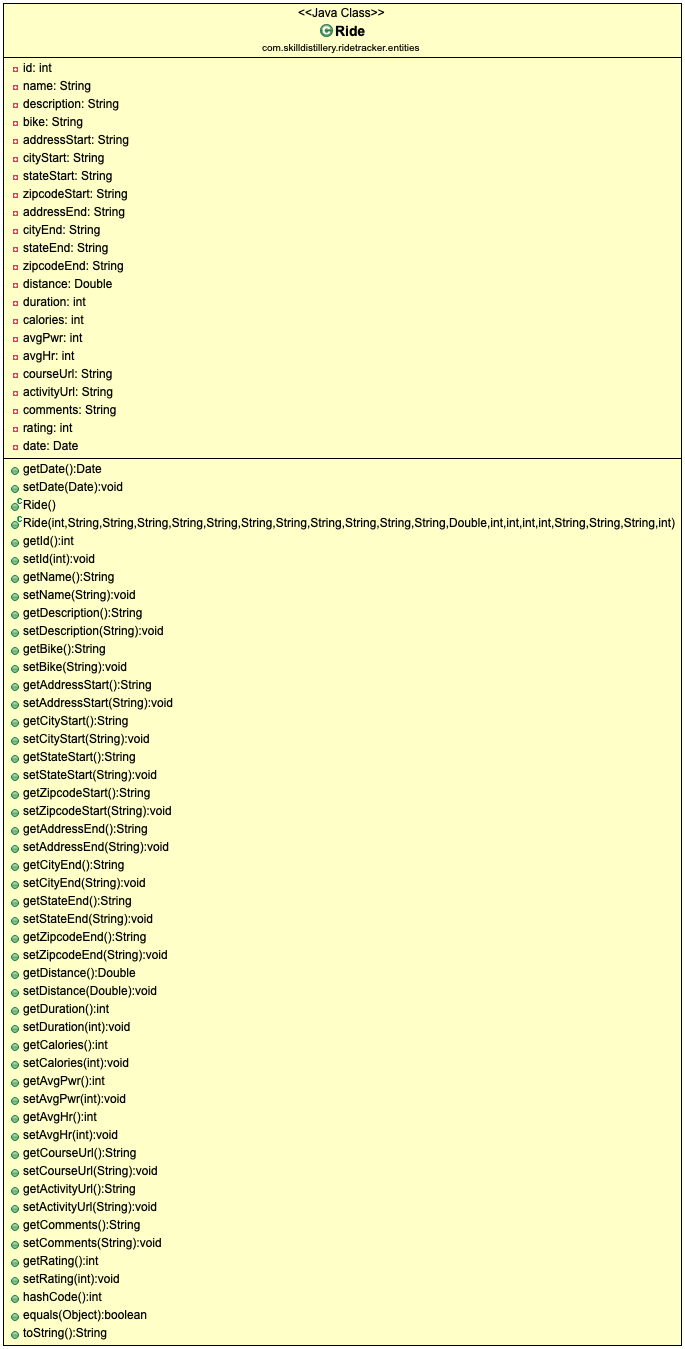 <<Java Class>>
Ride
com.skilldistillery.ridetracker.entities
id: int
name: String
description: String
bike: String
addressStart: String
cityStart: String
stateStart: String
zipcodeStart: String
addressEnd: String
cityEnd: String
stateEnd: String
zipcodeEnd: String
distance: Double
duration: int
calories: int
avgPwr: int
avgHr: int
courseUrl: String
activityUrl: String
comments: String
rating: int
date: Date
getDate():Date
setDate(Date):void
Ride()
Ride(int,String,String,String,String,String,String,String,String,String,String,String,Double,int,int,int,int,String,String,String,int)
getId():int
setId(int):void
getName():String
setName(String):void
getDescription():String
setDescription(String):void
getBike():String
setBike(String):void
getAddressStart():String
setAddressStart(String):void
getCityStart():String
setCityStart(String):void
getStateStart():String
setStateStart(String):void
getZipcodeStart():String
setZipcodeStart(String):void
getAddressEnd():String
setAddressEnd(String):void
getCityEnd():String
setCityEnd(String):void
getStateEnd():String
setStateEnd(String):void
getZipcodeEnd():String
setZipcodeEnd(String):void
getDistance():Double
setDistance(Double):void
getDuration():int
setDuration(int):void
getCalories():int
setCalories(int):void
getAvgPwr():int
setAvgPwr(int):void
getAvgHr():int
setAvgHr(int):void
getCourseUrl():String
setCourseUrl(String):void
getActivityUrl():String
setActivityUrl(String):void
getComments():String
setComments(String):void
getRating():int
setRating(int):void
hashCode():int
equals(Object):boolean
toString():String